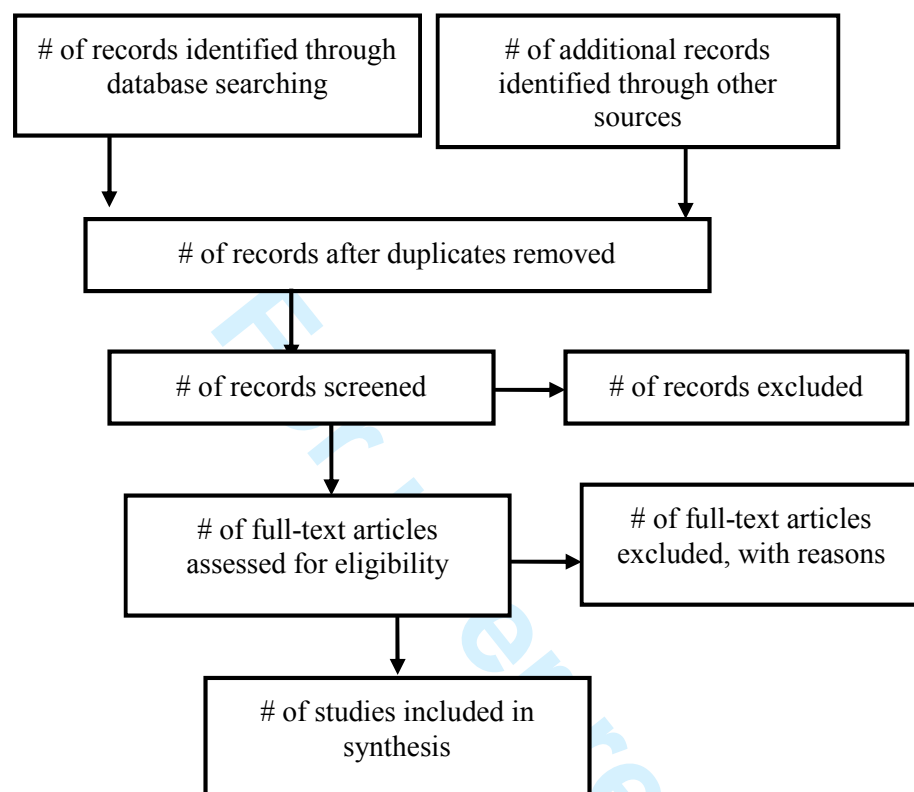 # of records identified through
database searching
# of additional records
identified through other
sources
# of records after duplicates removed
# of records screened
# of records excluded
# of full-text articles
assessed for eligibility
# of full-text articles
excluded, with reasons
# of studies included in
synthesis